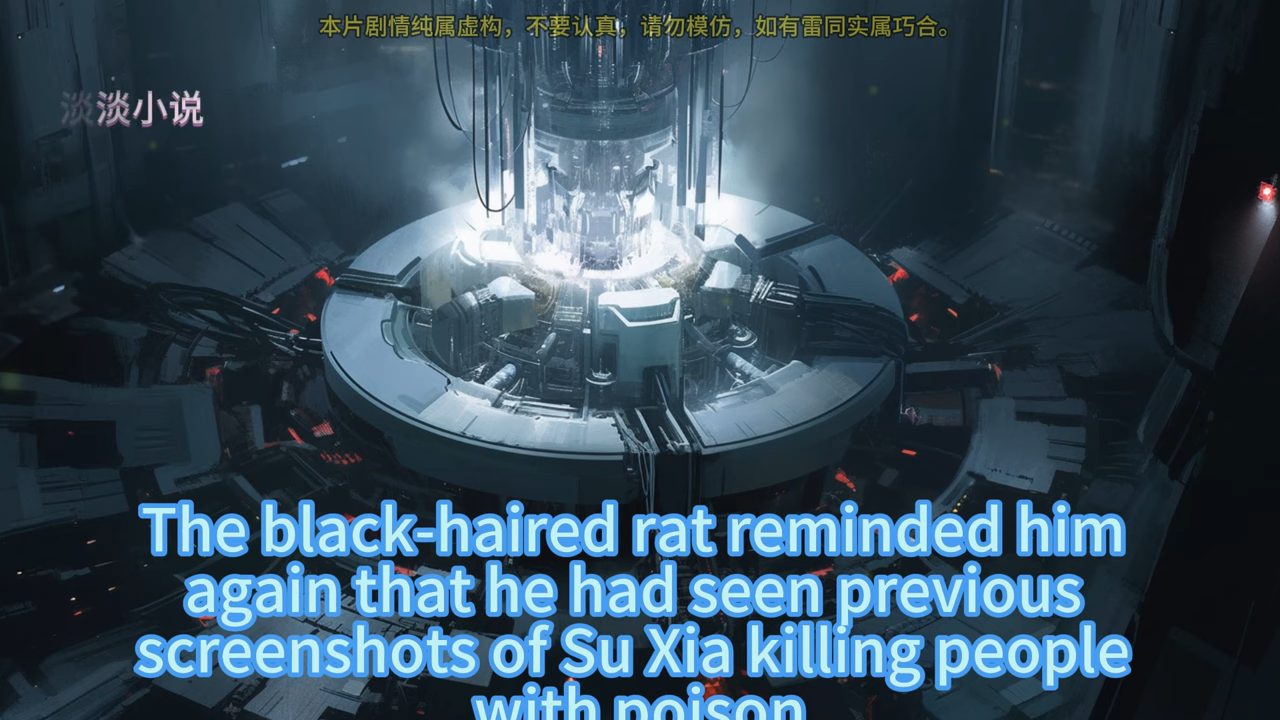 本片剧情纯属虚构，不要认真，请勿模仿，如有雷同实属巧合。
淡淡小说
The black-haired rat reminded him
again that he had seen previous
screenshots of Su Xia killing people
with poison